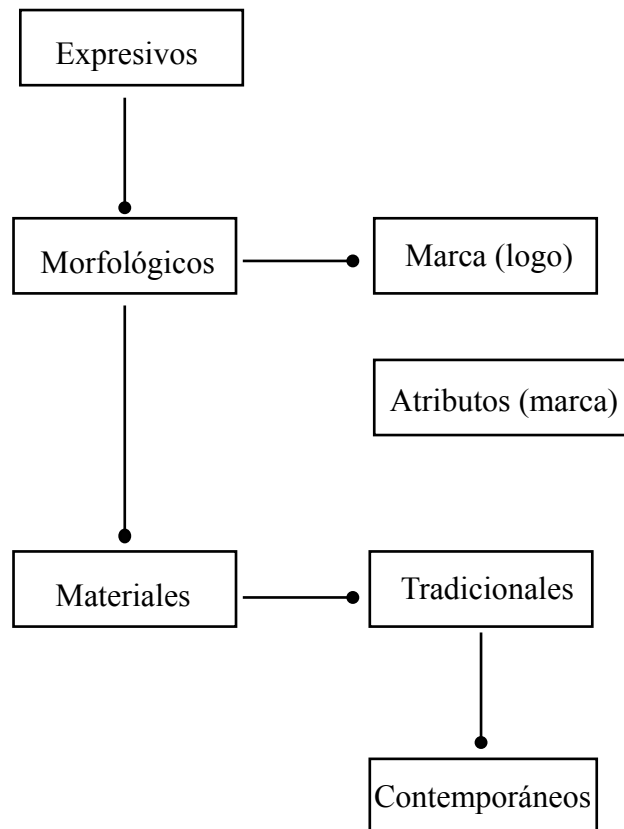 Expresivos
Morfológicos
Marca (logo)
Atributos (marca)
Materiales
Tradicionales
Contemporáneos